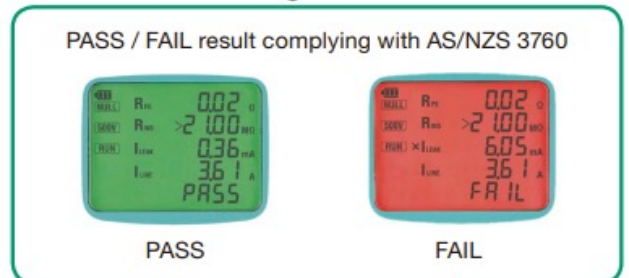 PASS / FAIL result complying with AS/NZS 3760
NULL RPE 0.02 Ω
500V RINS >21.00 MΩ
RUN ILEAK 0.36 mA
ILINE 3.61 A
PASS
NULL RPE 0.02 Ω
500V RINS >21.00 MΩ
RUN ×ILEAK 6.05 mA
ILINE 3.61 A
FAIL
PASS
FAIL